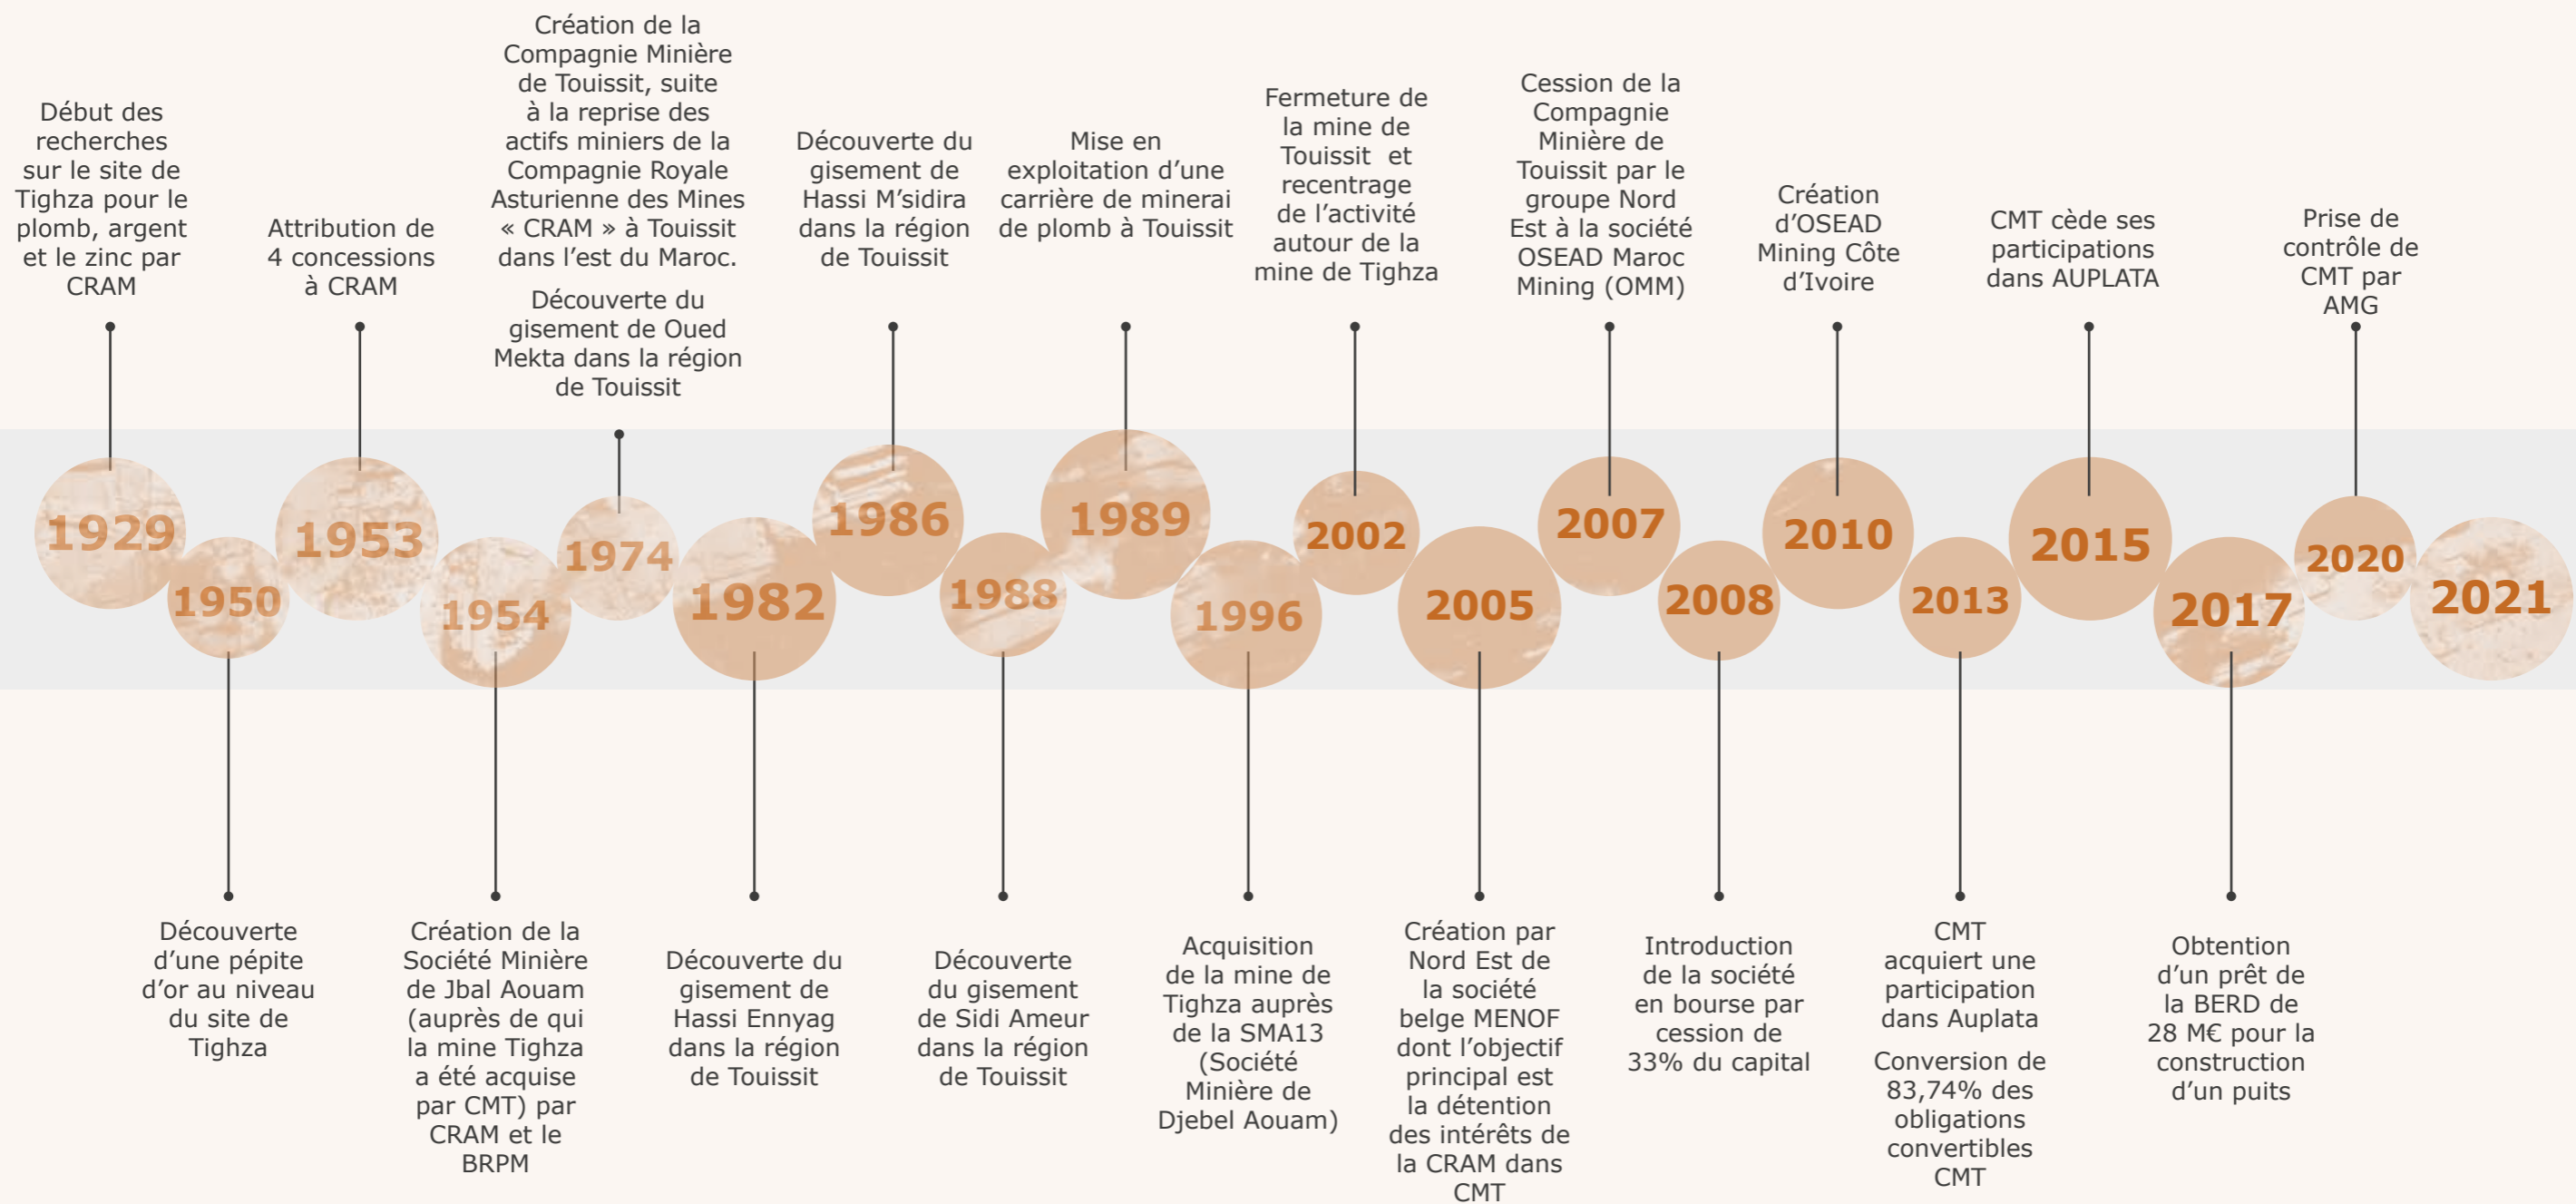 Début des
recherches
sur le site de
Tighza pour le
plomb, argent
et le zinc par
CRAM
Attribution de
4 concessions
à CRAM
Création de la
Compagnie Minière
de Touissit, suite
à la reprise des
actifs miniers de la
Compagnie Royale
Asturienne des Mines
« CRAM » à Touissit
dans l’est du Maroc.
Découverte du
gisement de Oued
Mekta dans la région
de Touissit
Découverte du
gisement de
Hassi M’sidira
dans la région
de Touissit
Mise en
exploitation d’une
carrière de minerai
de plomb à Touissit
Fermeture de
la mine de
Touissit et
recentrage
de l’activité
autour de la
mine de Tighza
Cession de la
Compagnie
Minière de
Touissit par le
groupe Nord
Est à la société
OSEAD Maroc
Mining (OMM)
Création
d’OSEAD
Mining Côte
d’Ivoire
CMT cède ses
participations
dans AUPLATA
Prise de
contrôle de
CMT par
AMG
1929
1950
1953
1954
1974
1982
1986
1988
1989
1996
2002
2005
2007
2008
2010
2013
2015
2017
2020
2021
Découverte
d’une pépite
d’or au niveau
du site de
Tighza
Création de la
Société Minière
de Jbal Aouam
(auprès de qui
la mine Tighza
a été acquise
par CMT) par
CRAM et le
BRPM
Découverte du
gisement de
Hassi Ennyag
dans la région
de Touissit
Découverte
du gisement
de Sidi Ameur
dans la région
de Touissit
Acquisition
de la mine de
Tighza auprès
de la SMA13
(Société
Minière de
Djebel Aouam)
Création par
Nord Est de
la société
belge MENOF
dont l’objectif
principal est
la détention
des intérêts de
la CRAM dans
CMT
Introduction
de la société
en bourse par
cession de
33% du capital
CMT
acquiert une
participation
dans Auplata
Conversion de
83,74% des
obligations
convertibles
CMT
Obtention
d’un prêt de
la BERD de
28 M€ pour la
construction
d’un puits